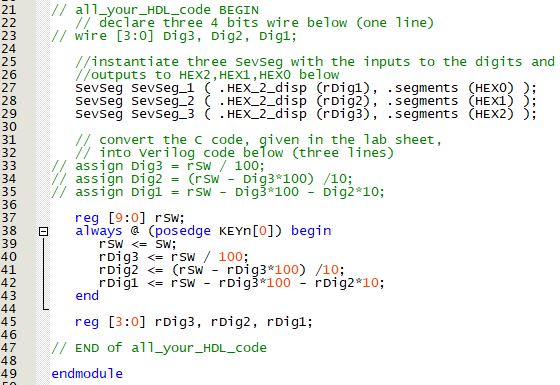 21 // all_your_HDL_code BEGIN
22 // declare three 4 bits wire below (one line)
23 // wire [3:0] Dig3, Dig2, Dig1;
24
25 //instantiate three SevSeg with the inputs to the digits and
26 //outputs to HEX2,HEX1,HEX0 below
27 SevSeg SevSeg_1 ( .HEX_2_disp (rDig1), .segments (HEX0) );
28 SevSeg SevSeg_2 ( .HEX_2_disp (rDig2), .segments (HEX1) );
29 SevSeg SevSeg_3 ( .HEX_2_disp (rDig3), .segments (HEX2) );
30
31 // convert the C code, given in the lab sheet,
32 // into Verilog code below (three lines)
33 // assign Dig3 = rSW / 100;
34 // assign Dig2 = (rSW - Dig3*100) /10;
35 // assign Dig1 = rSW - Dig3*100 - Dig2*10;
36
37 reg [9:0] rSW;
38 always @ (posedge KEYn[0]) begin
39 rSW <= SW;
40 rDig3 <= rSW / 100;
41 rDig2 <= (rSW - rDig3*100) /10;
42 rDig1 <= rSW - rDig3*100 - rDig2*10;
43 end
44
45 reg [3:0] rDig3, rDig2, rDig1;
46
47 // END of all_your_HDL_code
48
49 endmodule